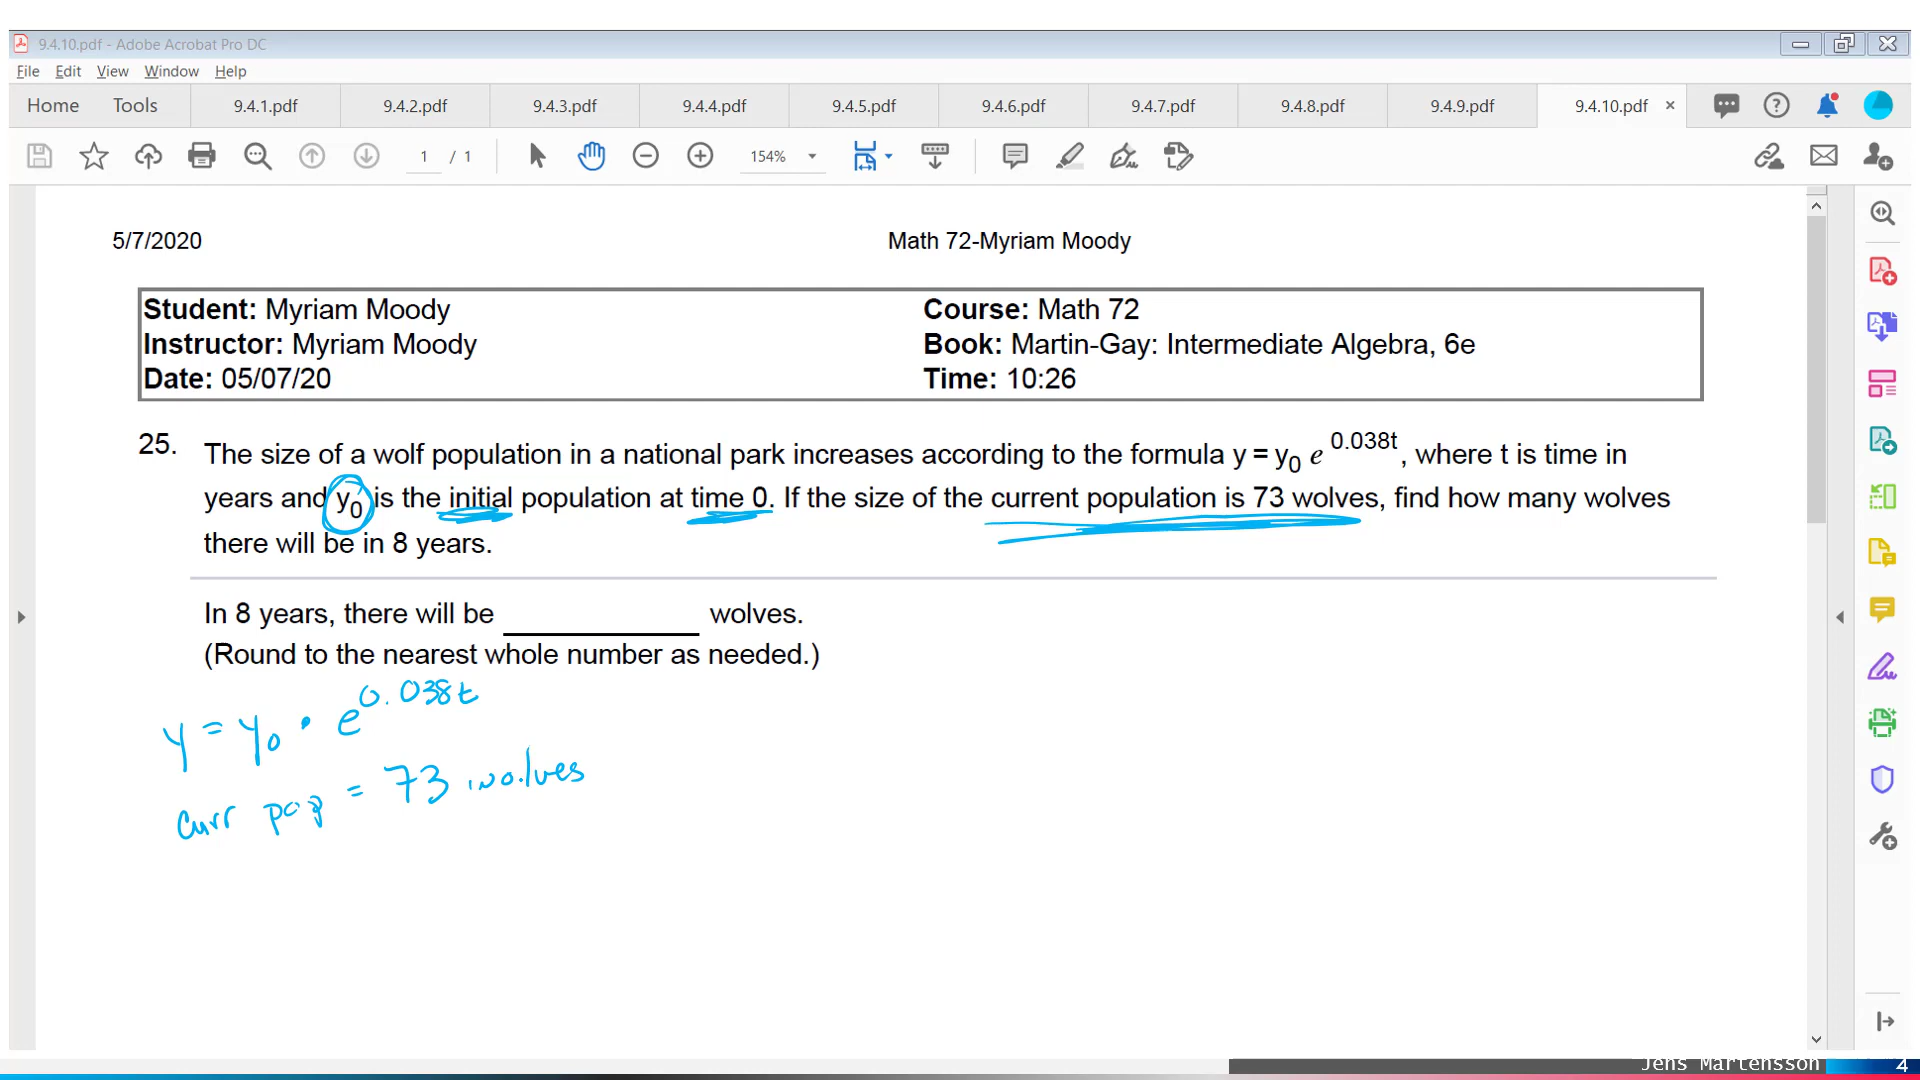 9.4.10.pdf - Adobe Acrobat Pro DC
File Edit View Window Help
Home Tools 9.4.1.pdf 9.4.2.pdf 9.4.3.pdf 9.4.4.pdf 9.4.5.pdf 9.4.6.pdf 9.4.7.pdf 9.4.8.pdf 9.4.9.pdf 9.4.10.pdf
1 / 1 154%
5/7/2020 Math 72-Myriam Moody
Student: Myriam Moody
Instructor: Myriam Moody
Date: 05/07/20
Course: Math 72
Book: Martin-Gay: Intermediate Algebra, 6e
Time: 10:26
25. The size of a wolf population in a national park increases according to the formula y = y0 e 0.038t, where t is time in
years and y0 is the initial population at time 0. If the size of the current population is 73 wolves, find how many wolves
there will be in 8 years.
In 8 years, there will be ____________ wolves.
(Round to the nearest whole number as needed.)
y = y0 • e 0.038t
Curr pop = 73 wolves
Jens Martensson 4